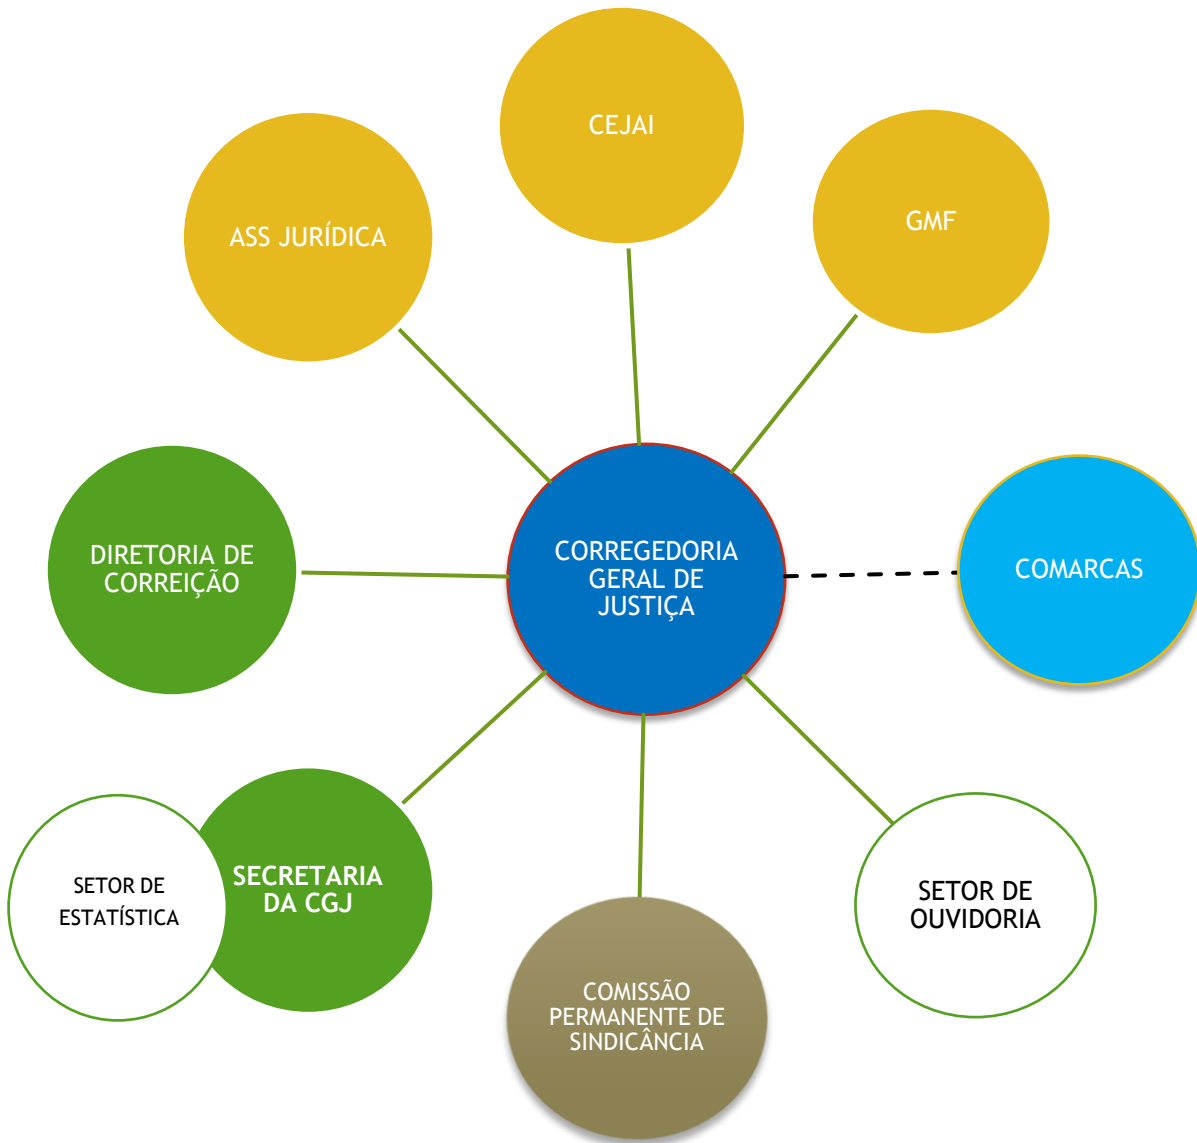 CEJAI
GMF
ASS JURÍDICA
DIRETORIA DE
CORREIÇÃO
CORREGEDORIA
GERAL DE
JUSTIÇA
COMARCAS
SETOR DE
ESTATÍSTICA
SECRETARIA
DA CGJ
SETOR DE
OUVIDORIA
COMISSÃO
PERMANENTE DE
SINDICÂNCIA